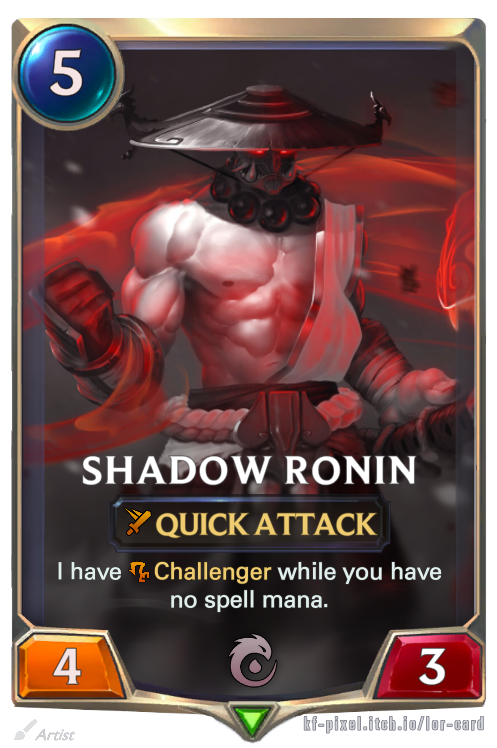 5
SHADOW RONIN
QUICK ATTACK
I have Challenger while you have
no spell mana.
4
3
kf-pixel.itch.io/lor-card
Artist